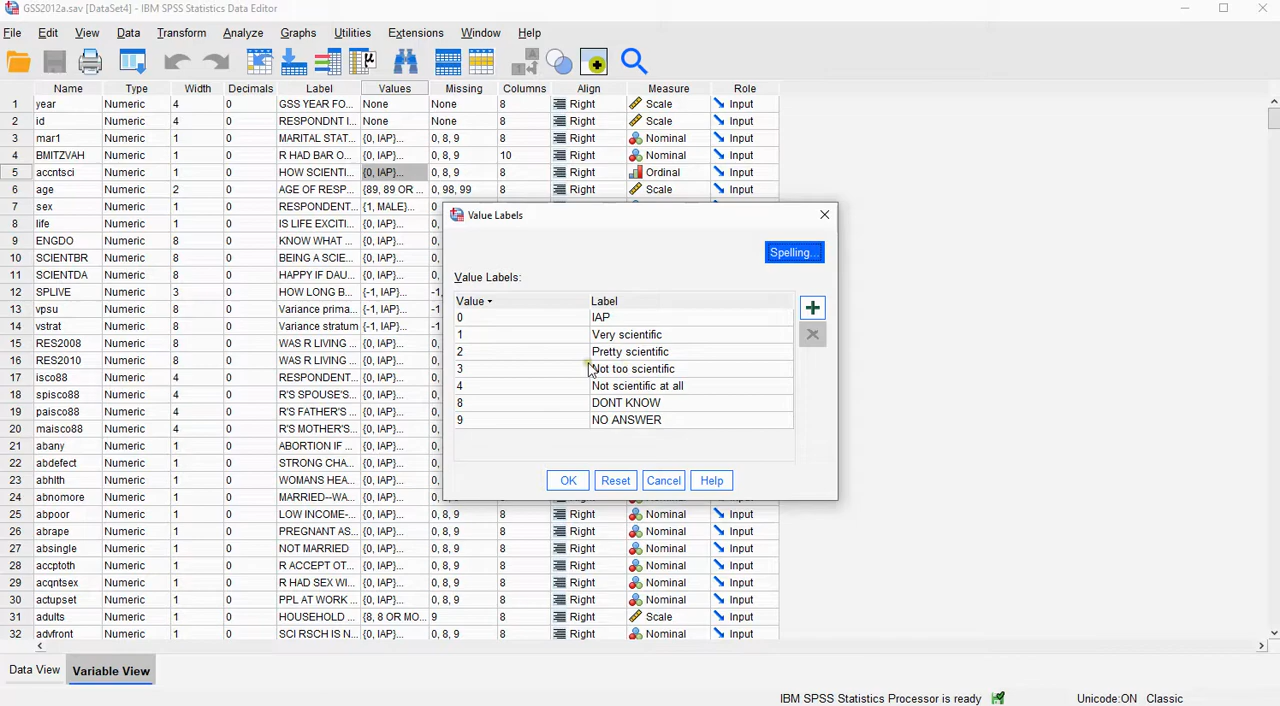 GSS2012a.sav [DataSet4] - IBM SPSS Statistics Data Editor
File Edit View Data Transform Analyze Graphs Utilities Extensions Window Help
Name Type Width Decimals Label Values Missing Columns Align Measure Role
1 year Numeric 4 0 GSS YEAR FO... None None 8 Right Scale Input
2 id Numeric 4 0 RESPONDNT I... None None 8 Right Scale Input
3 mar1 Numeric 1 0 MARITAL STAT... {0, IAP}... 0, 8, 9 8 Right Nominal Input
4 BMITZVAH Numeric 1 0 R HAD BAR O... {0, IAP}... 0, 8, 9 10 Right Nominal Input
5 accntsci Numeric 1 0 HOW SCIENTI... {0, IAP}... 0, 8, 9 8 Right Ordinal Input
6 age Numeric 2 0 AGE OF RESP... {89, 89 OR ... 0, 98, 99 8 Right Scale Input
7 sex Numeric 1 0 RESPONDENT... {1, MALE}... 0
8 life Numeric 1 0 IS LIFE EXCITI... {0, IAP}... 0,
9 ENGDO Numeric 8 0 KNOW WHAT ... {0, IAP}... 0,
10 SCIENTBR Numeric 8 0 BEING A SCIE... {0, IAP}... 0,
11 SCIENTDA Numeric 8 0 HAPPY IF DAU... {0, IAP}... 0,
12 SPLIVE Numeric 3 0 HOW LONG B... {-1, IAP}... -1,
13 vpsu Numeric 8 0 Variance prima... {-1, IAP}... -1,
14 vstrat Numeric 8 0 Variance stratum {-1, IAP}... -1,
15 RES2008 Numeric 1 0 WAS R LIVING ... {0, IAP}... 0,
16 RES2010 Numeric 1 0 WAS R LIVING ... {0, IAP}... 0,
17 isco88 Numeric 4 0 RESPONDENT... {0, IAP}... 0,
18 spisco88 Numeric 4 0 R'S SPOUSE'S... {0, IAP}... 0,
19 paisco88 Numeric 4 0 R'S FATHER'S ... {0, IAP}... 0,
20 maisco88 Numeric 4 0 R'S MOTHER'S... {0, IAP}... 0,
21 abany Numeric 1 0 ABORTION IF ... {0, IAP}... 0,
22 abdefect Numeric 1 0 STRONG CHA... {0, IAP}... 0,
23 abhlth Numeric 1 0 WOMANS HEA... {0, IAP}... 0,
24 abnomore Numeric 1 0 MARRIED--WA... {0, IAP}... 0, 8, 9 8 Right Nominal Input
25 abpoor Numeric 1 0 LOW INCOME-... {0, IAP}... 0, 8, 9 8 Right Nominal Input
26 abrape Numeric 1 0 PREGNANT AS... {0, IAP}... 0, 8, 9 8 Right Nominal Input
27 absingle Numeric 1 0 NOT MARRIED {0, IAP}... 0, 8, 9 8 Right Nominal Input
28 accptoth Numeric 1 0 R ACCEPT OT... {0, IAP}... 0, 8, 9 8 Right Nominal Input
29 acqntsex Numeric 1 0 R HAD SEX WI... {0, IAP}... 0, 8, 9 8 Right Nominal Input
30 actupset Numeric 1 0 PPL AT WORK ... {0, IAP}... 0, 8, 9 8 Right Nominal Input
31 adults Numeric 1 0 HOUSEHOLD ... {8, 8 OR MO... 9 8 Right Scale Input
advfront Numeric 1 0 SCI RSCH IS N... {0, IAP}... 0, 8, 9 8 Right Nominal Input
Value Labels
Spelling...
Value Labels:
Value Label
0 IAP
1 Very scientific
2 Pretty scientific
3 Not too scientific
4 Not scientific at all
8 DONT KNOW
9 NO ANSWER
OK Reset Cancel Help
Data View Variable View
IBM SPSS Statistics Processor is ready Unicode:ON Classic